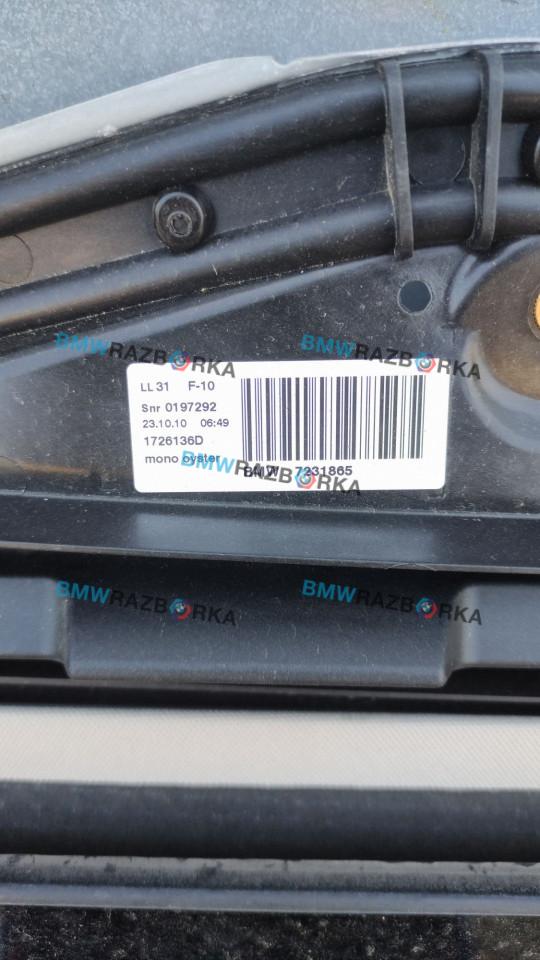 BMWRAZBORKA BMWRAZBORKA
LL 31 F-10
Snr 0197292
23.10.10 06:49
1726136D
mono oyster
BMW 7231865
BMWRAZBORKA
BMWRAZBORKA BMWRAZBORKA